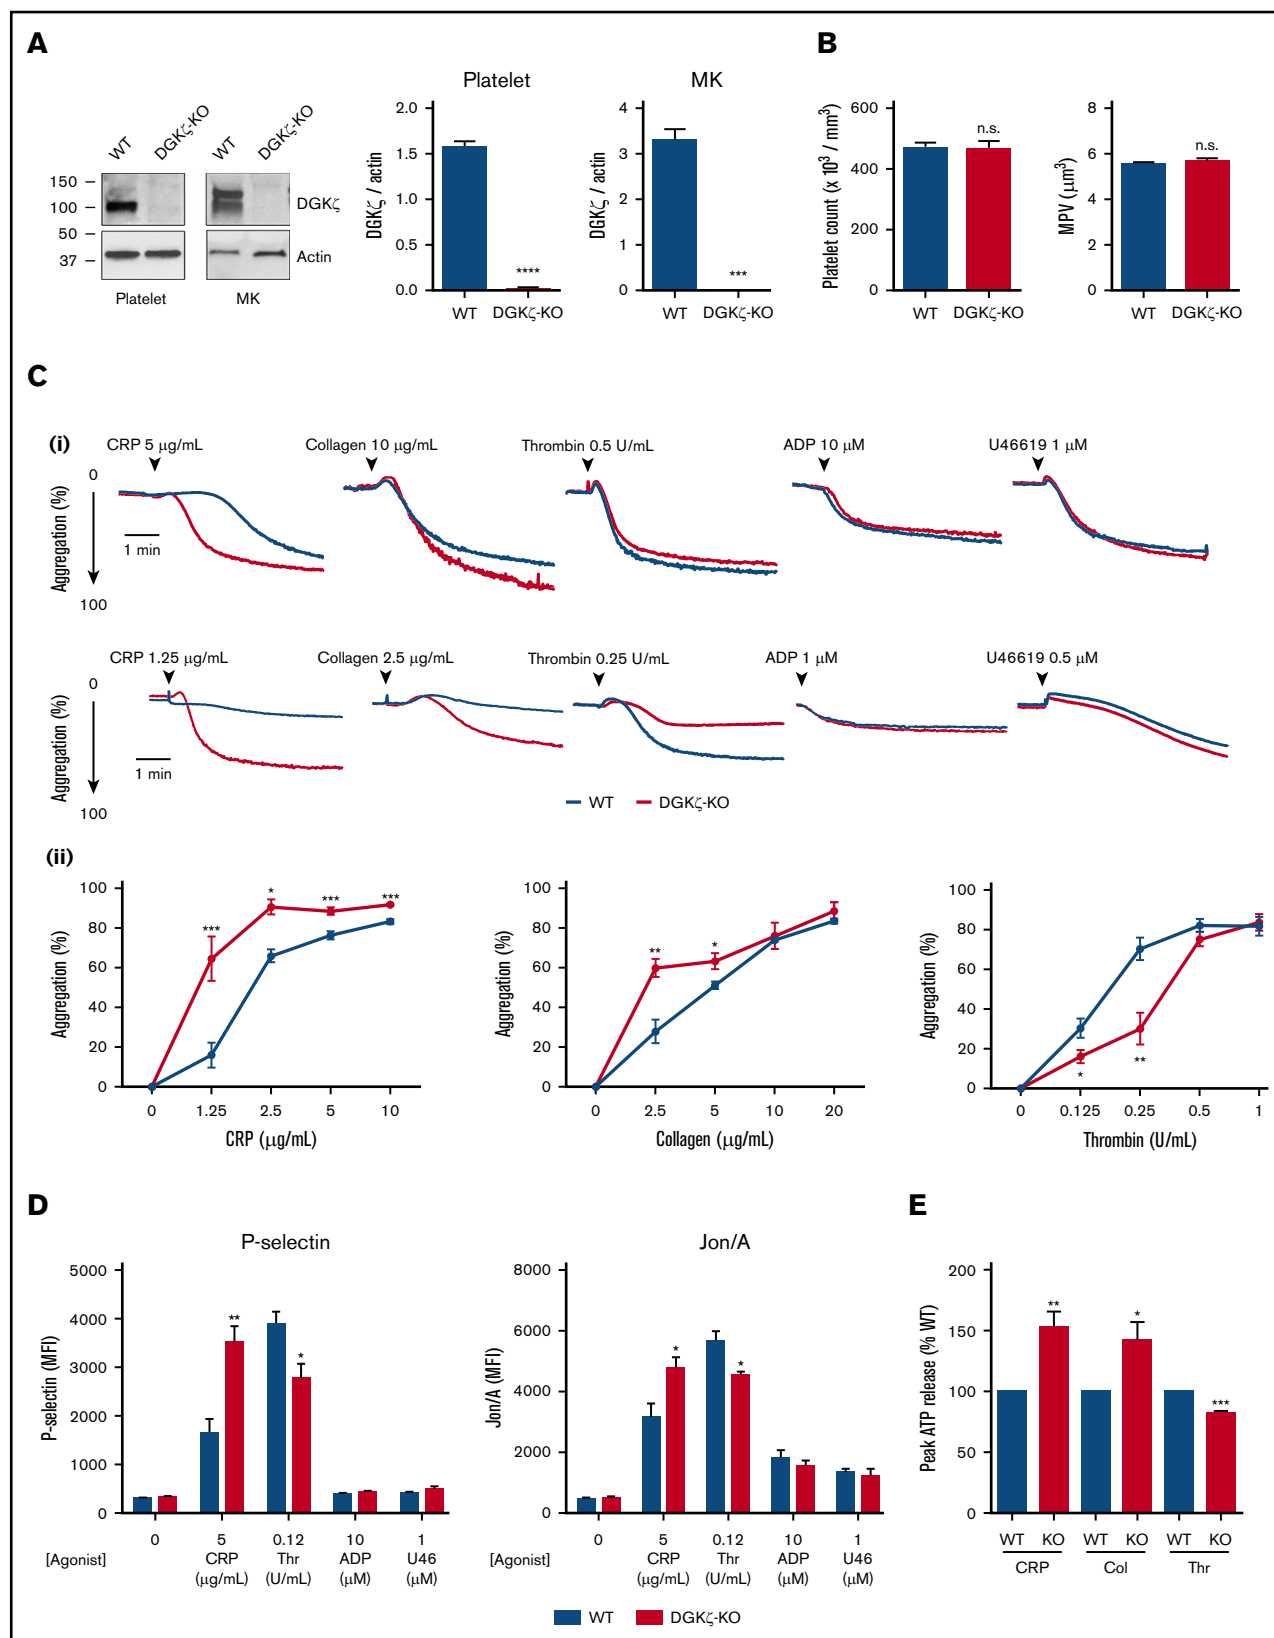 A
WT
DGKζ-KO
WT
DGKζ-KO
150
100
50
37
DGKζ
Actin
Platelet
MK
Platelet
DGKζ / actin
2.0
1.5
1.0
0.5
0.0
****
WT
DGKζ-KO
MK
DGKζ / actin
4
3
2
1
0
***
WT
DGKζ-KO
B
Platelet count (x 10³ / mm³)
600
400
200
0
n.s.
WT
DGKζ-KO
MPV (μm³)
8
6
4
2
0
n.s.
WT
DGKζ-KO
C
(i)
CRP 5 μg/mL
Collagen 10 μg/mL
Thrombin 0.5 U/mL
ADP 10 μM
U46619 1 μM
0
Aggregation (%)
100
1 min
CRP 1.25 μg/mL
Collagen 2.5 μg/mL
Thrombin 0.25 U/mL
ADP 1 μM
U46619 0.5 μM
0
Aggregation (%)
100
1 min
WT
DGKζ-KO
(ii)
Aggregation (%)
100
80
60
40
20
0
***
*
***
***
0 1.25 2.5 5 10
CRP (μg/mL)
Aggregation (%)
100
80
60
40
20
0
**
*
0 2.5 5 10 20
Collagen (μg/mL)
Aggregation (%)
100
80
60
40
20
0
*
**
0 0.125 0.25 0.5 1
Thrombin (U/mL)
D
P-selectin
P-selectin (MFI)
5000
4000
3000
2000
1000
0
**
*
0 5 0.12 10 1
[Agonist] CRP Thr ADP U46
(μg/mL) (U/mL) (μM) (μM)
Jon/A
Jon/A (MFI)
8000
6000
4000
2000
0
*
*
0 5 0.12 10 1
[Agonist] CRP Thr ADP U46
(μg/mL) (U/mL) (μM) (μM)
WT
DGKζ-KO
E
Peak ATP release (% WT)
200
150
100
50
0
**
*
***
WT KO WT KO WT KO
CRP Col Thr